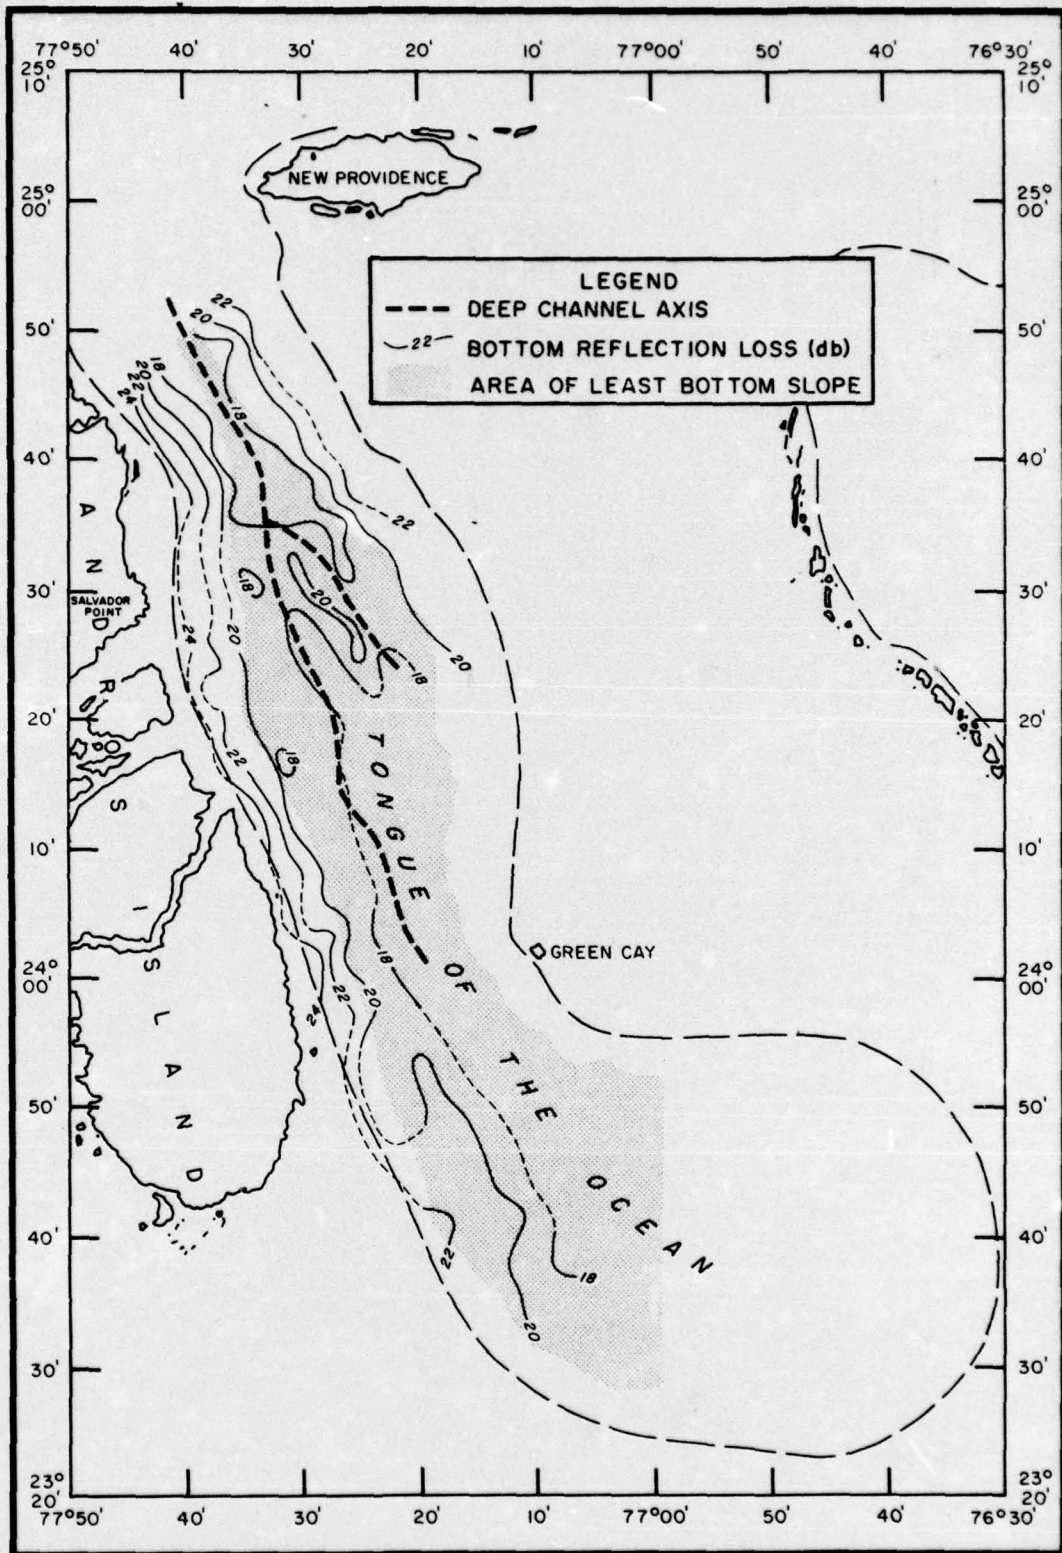 77°50' 40' 30' 20' 10' 77°00' 50' 40' 76°30'
25° 10' 25° 10'
NEW PROVIDENCE
25° 00' 25° 00'
LEGEND
DEEP CHANNEL AXIS
22 BOTTOM REFLECTION LOSS (db)
AREA OF LEAST BOTTOM SLOPE
22
20
50' 50'
18
20
22
24
18
40' 40'
22
18
30' 30'
SALVADOR
POINT
20
24
20
20
18
20' 20'
22
18
10' 10'
TONGUE OF THE OCEAN
ANDROS ISLAND
GREEN CAY
18
24° 00' 24° 00'
20
22
24
50' 50'
40' 40'
22
18
20
30' 30'
23° 20' 23° 20'
77°50' 40' 30' 20' 10' 77°00' 50' 40' 76°30'